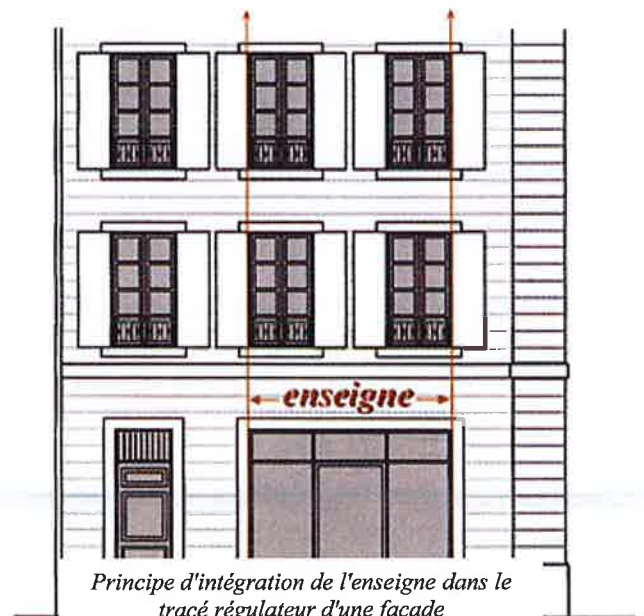 enseigne
Principe d'intégration de l'enseigne dans le
tracé régulateur d'une façade